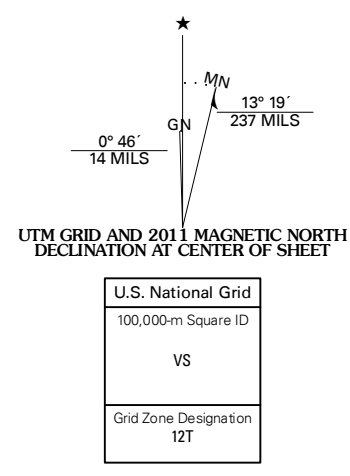 ★
MN
GN
13° 19´
237 MILS
0° 46´
14 MILS
UTM GRID AND 2011 MAGNETIC NORTH
DECLINATION AT CENTER OF SHEET
U.S. National Grid
100,000-m Square ID
VS
Grid Zone Designation
12T